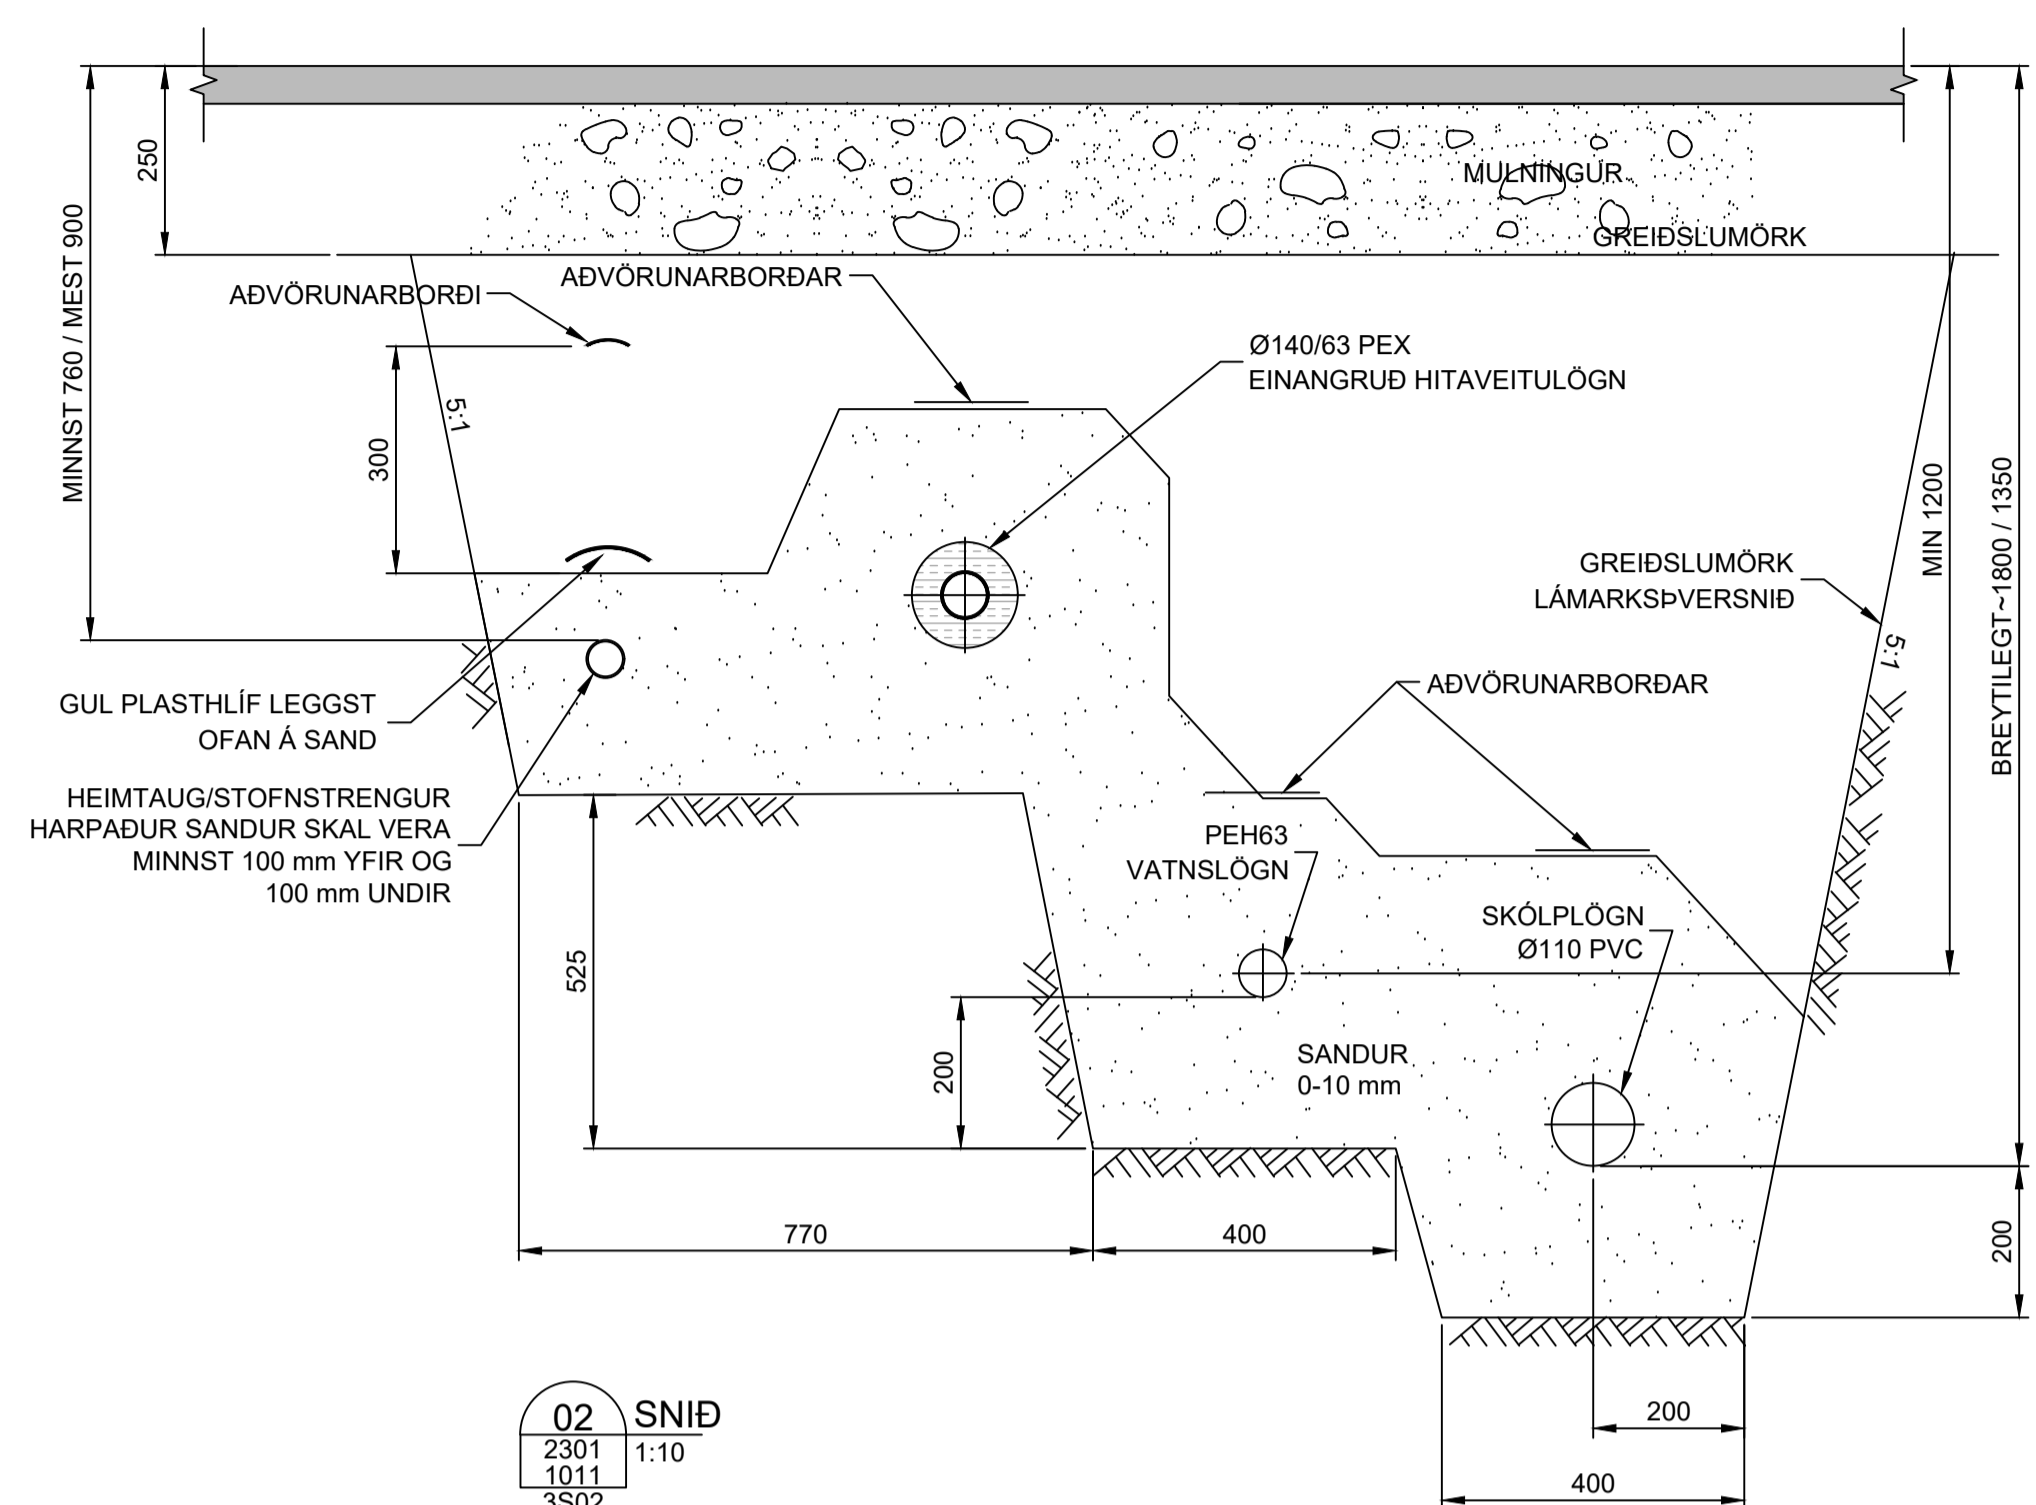 MULNINGUR
GREIÐSLUMÖRK
250
MINNST 760 / MEST 900
AÐVÖRUNARBORÐAR
AÐVÖRUNARBORÐI
Ø140/63 PEX
EINANGRUÐ HITAVEITULÖGN
5:1
300
MIN 1200
BREYTILEGT~1800 / 1350
GREIÐSLUMÖRK
LÁMARKSÞVERSNIÐ
5:1
AÐVÖRUNARBORÐAR
GUL PLASTHLÍF LEGGST
OFAN Á SAND
HEIMTAUG/STOFNSTRENGUR
HARPAÐUR SANDUR SKAL VERA
MINNST 100 mm YFIR OG
100 mm UNDIR
PEH63
VATNSLÖGN
SKÓLPLÖGN
Ø110 PVC
525
200
SANDUR
0-10 mm
770
400
200
200
400
02
SNIÐ
2301
1:10
1011
3S02